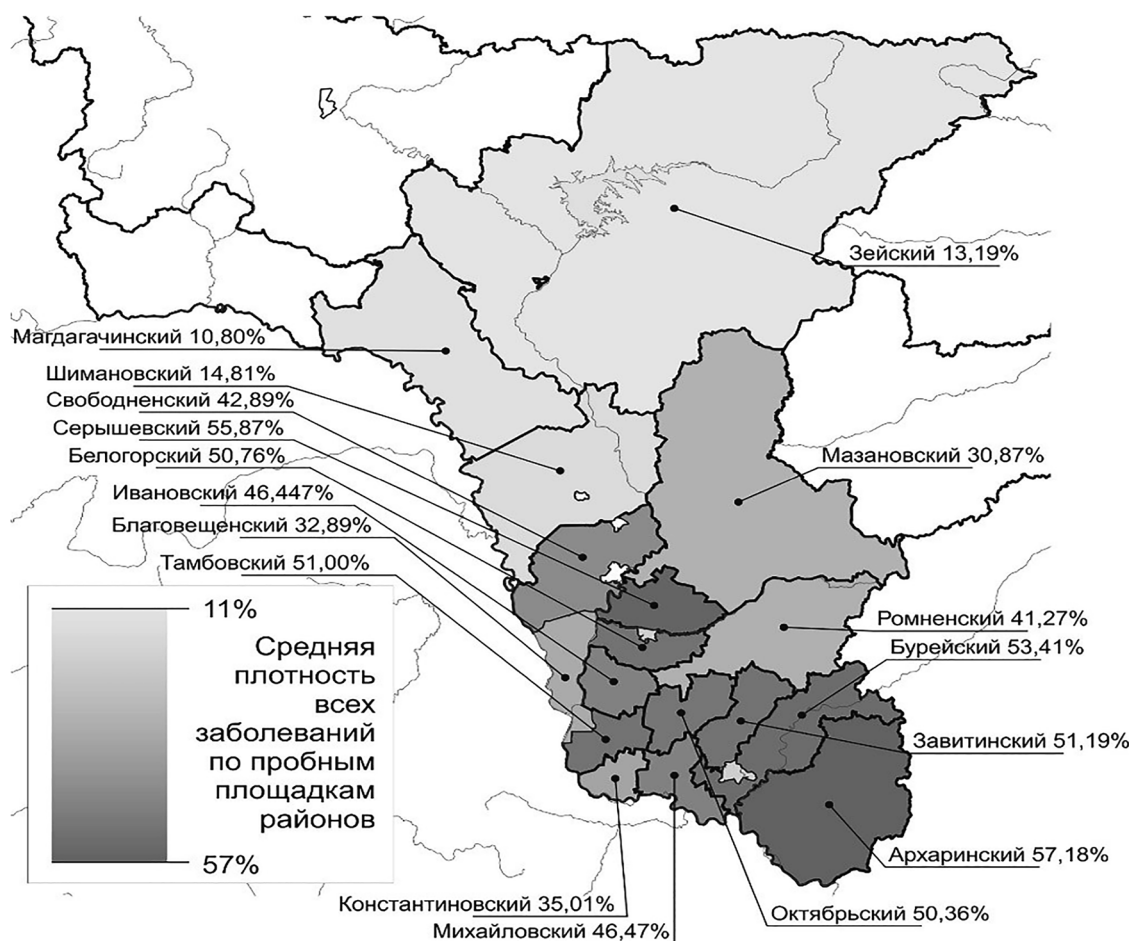 Зейский 13,19%
Магдагачинский 10,80%
Шимановский 14,81%
Свободненский 42,89%
Серышевский 55,87%
Белогорский 50,76%
Ивановский 46,447%
Благовещенский 32,89%
Тамбовский 51,00%
Мазановский 30,87%
Ромненский 41,27%
Бурейский 53,41%
Завитинский 51,19%
Архаринский 57,18%
Октябрьский 50,36%
Константиновский 35,01%
Михайловский 46,47%
11%
Средняя
плотность
всех
заболеваний
по пробным
площадкам
районов
57%